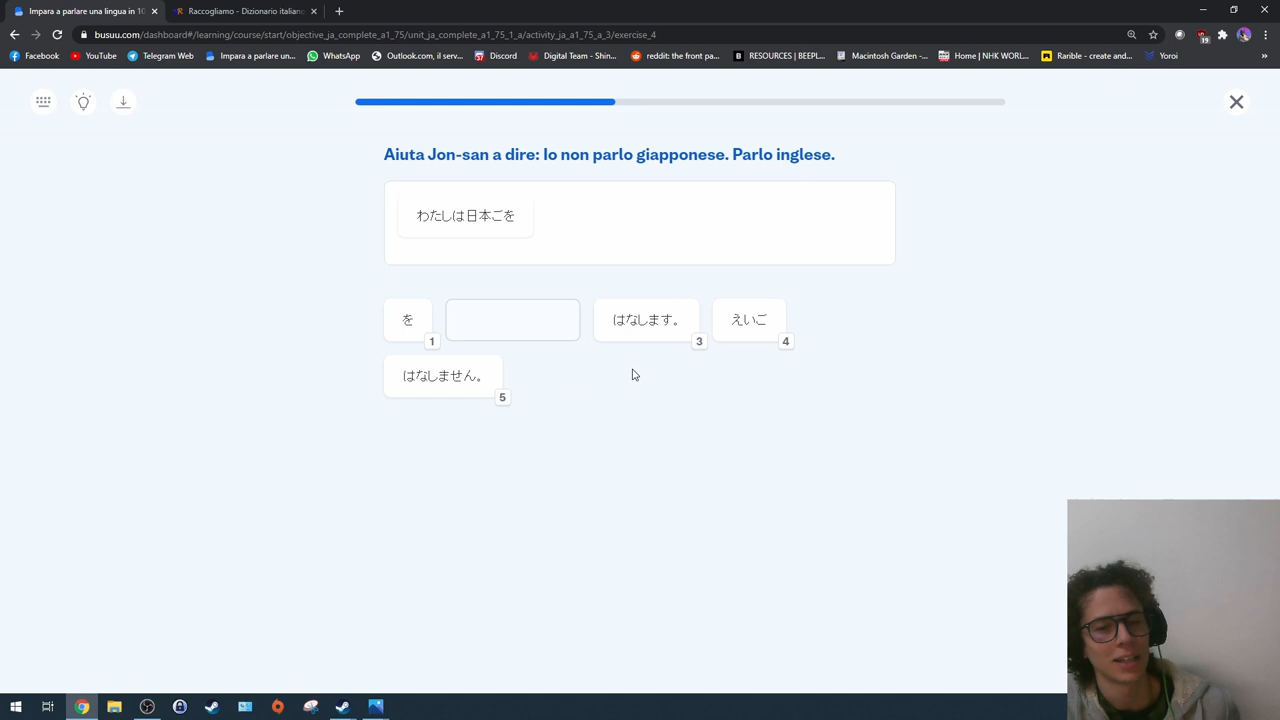 Impara a parlare una lingua in 10
Raccogliamo - Dizionario italiano
busuu.com/dashboard#/learning/course/start/objective_ja_complete_a1_75/unit_ja_complete_a1_75_1_a/activity_ja_a1_75_a_3/exercise_4
Facebook YouTube Telegram Web Impara a parlare un... WhatsApp Outlook.com, il serv... Discord Digital Team - Shin... RESOURCES | BEEPL... reddit: the front pa... Macintosh Garden -... Home | NHK WORL... Rarible - create and... Yoroi »
Aiuta Jon-san a dire: Io non parlo giapponese. Parlo inglese.
わたしは日本ごを
を 1 はなします。 3 えいご 4
はなしません。 5